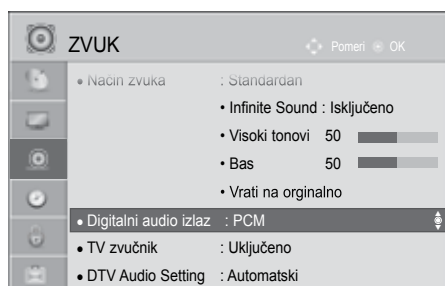 ZVUK Pomeri OK
• Način zvuka : Standardan
• Infinite Sound : Isključeno
• Visoki tonovi 50
• Bas 50
• Vrati na orginalno
• Digitalni audio izlaz : PCM
• TV zvučnik : Uključeno
• DTV Audio Setting : Automatski